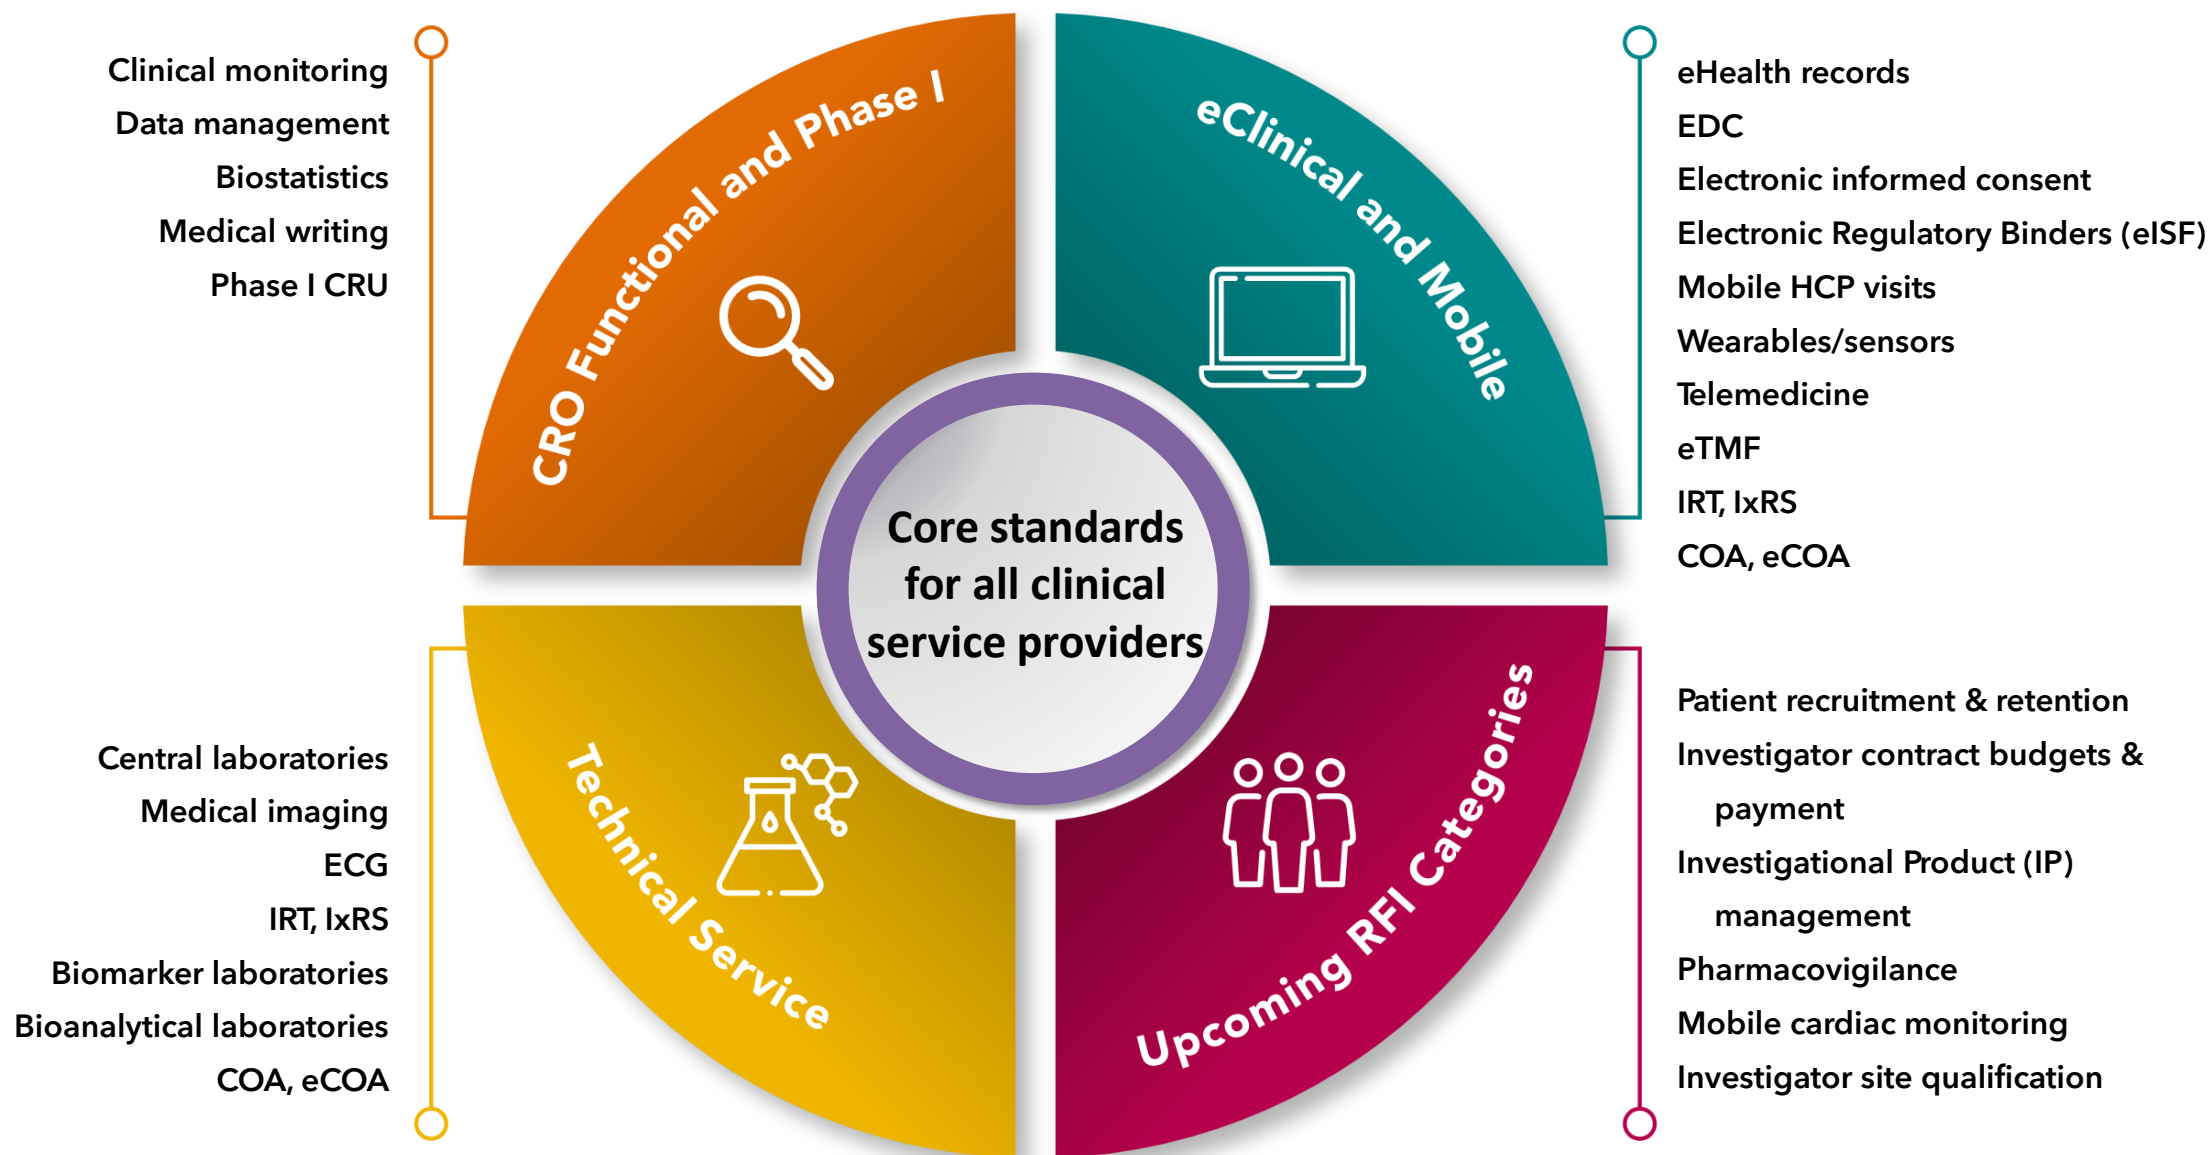 Clinical monitoring
Data management
Biostatistics
Medical writing
Phase I CRU
CRO Functional and Phase I
eClinical and Mobile
eHealth records
EDC
Electronic informed consent
Electronic Regulatory Binders (eISF)
Mobile HCP visits
Wearables/sensors
Telemedicine
eTMF
IRT, IxRS
COA, eCOA
Core standards
for all clinical
service providers
Central laboratories
Medical imaging
ECG
IRT, IxRS
Biomarker laboratories
Bioanalytical laboratories
COA, eCOA
Technical Service
Upcoming RFI Categories
Patient recruitment & retention
Investigator contract budgets &
payment
Investigational Product (IP)
management
Pharmacovigilance
Mobile cardiac monitoring
Investigator site qualification